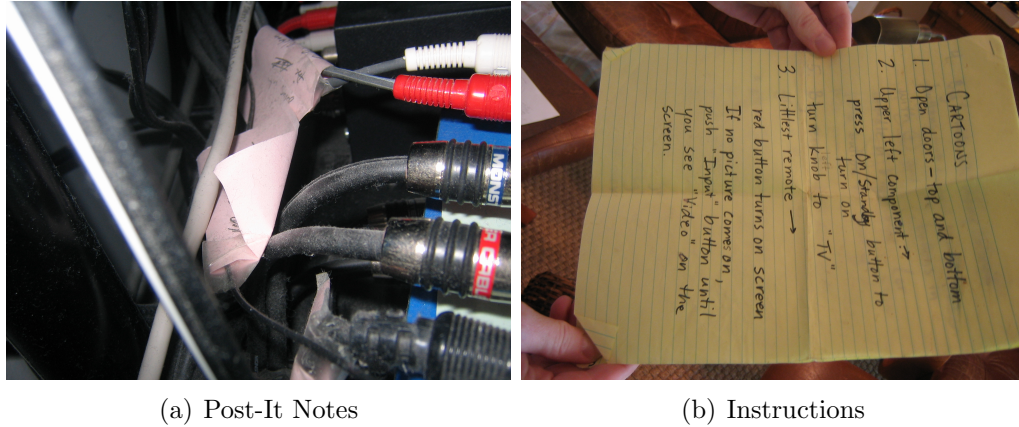 MONS
R CABL
CARTOONS
1. Open doors - top and bottom
2. Upper left component →
press On/Standby button to
turn on
turn knob to "TV"
3. Littlest remote →
red button turns on screen
If no picture comes on,
push "Input" button until
you see "Video" on the
screen.
(a) Post-It Notes
(b) Instructions